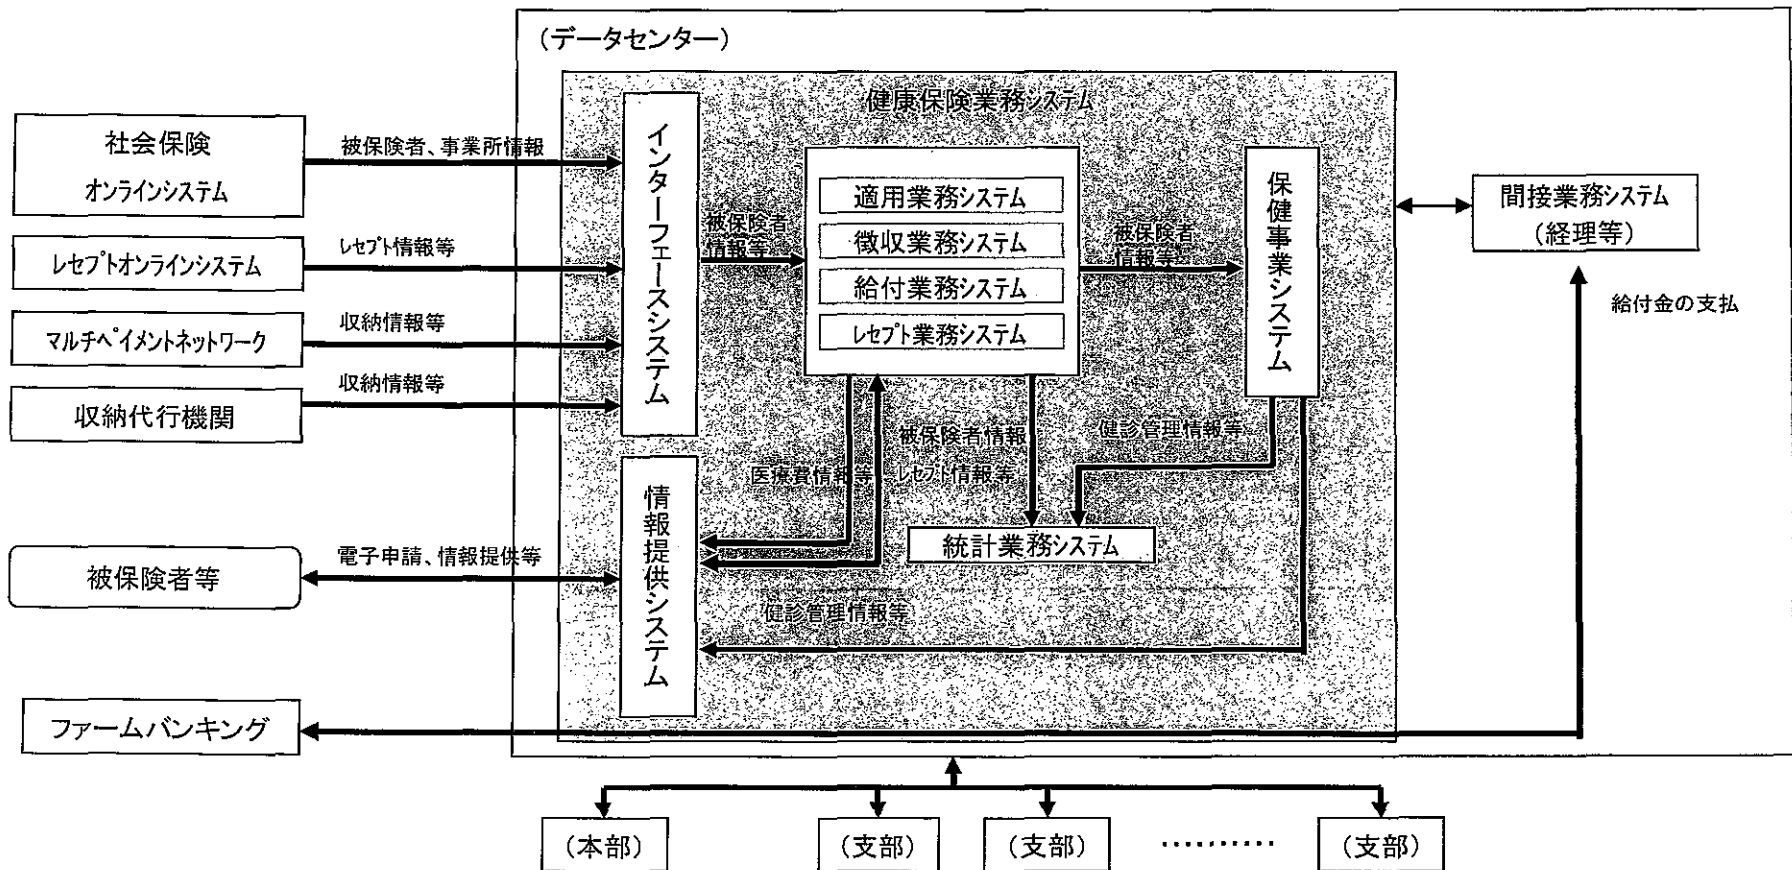 (データセンター)
健康保険業務システム
社会保険
オンラインシステム
被保険者、事業所情報
レセプトオンラインシステム
レセプト情報等
マルチペイメントネットワーク
収納情報等
収納代行機関
収納情報等
インターフェースシステム
被保険者
情報等
適用業務システム
徴収業務システム
給付業務システム
レセプト業務システム
被保険者
情報等
保健事業システム
間接業務システム
(経理等)
給付金の支払
医療費情報等
被保険者情報
レセプト情報等
健診管理情報等
統計業務システム
情報提供システム
被保険者等
電子申請、情報提供等
健診管理情報等
ファームバンキング
(本部)
(支部)
(支部)
………
(支部)